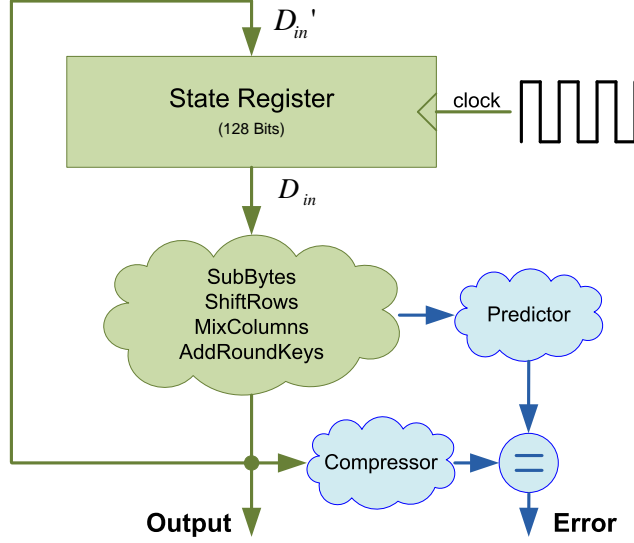 D_in'
State Register
(128 Bits)
clock
D_in
SubBytes
ShiftRows
MixColumns
AddRoundKeys
Predictor
Compressor
=
Output
Error